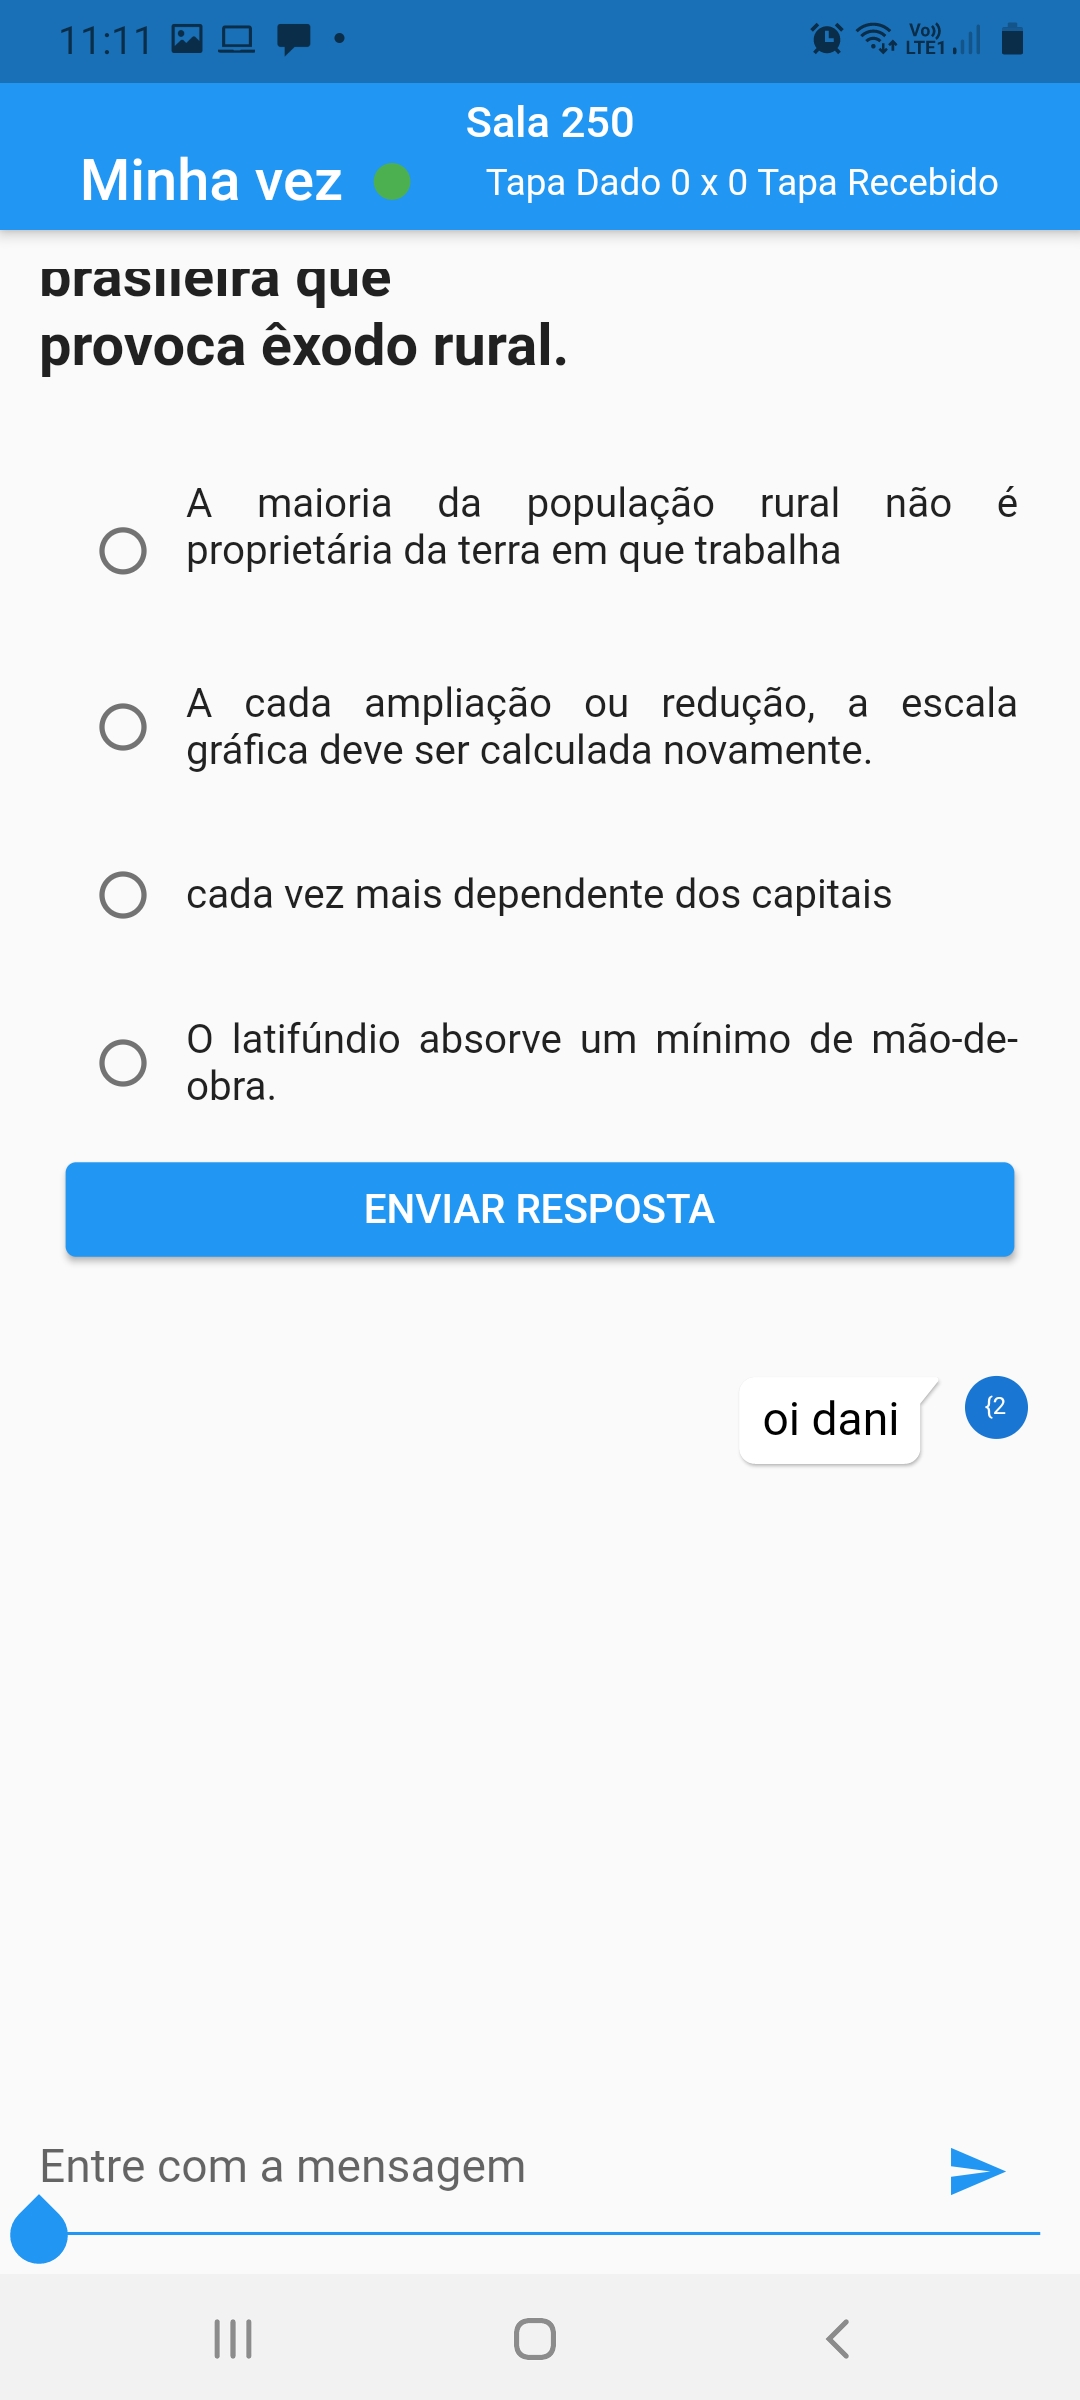 11:11
Vo))
LTE1
Sala 250
Minha vez
Tapa Dado 0 x 0 Tapa Recebido
brasileira que
provoca êxodo rural.
A maioria da população rural não é
proprietária da terra em que trabalha
A cada ampliação ou redução, a escala
gráfica deve ser calculada novamente.
cada vez mais dependente dos capitais
O latifúndio absorve um mínimo de mão-de-
obra.
ENVIAR RESPOSTA
oi dani
{2
Entre com a mensagem